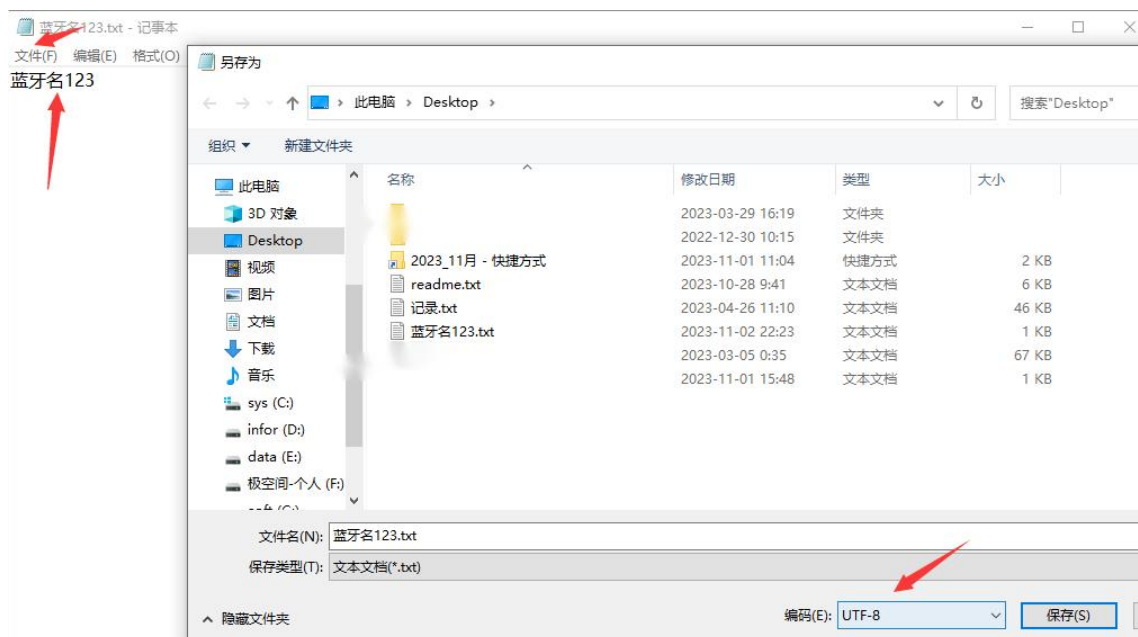 蓝牙名123.txt - 记事本
文件(F) 编辑(E) 格式(O)
蓝牙名123
另存为
此电脑 › Desktop ›
搜索"Desktop"
组织 新建文件夹
名称 修改日期 类型 大小
此电脑
3D 对象
Desktop
视频
图片
文档
下载
音乐
sys (C:)
infor (D:)
data (E:)
极空间-个人 (F:)
2023-03-29 16:19 文件夹
2022-12-30 10:15 文件夹
2023_11月 - 快捷方式 2023-11-01 11:04 快捷方式 2 KB
readme.txt 2023-10-28 9:41 文本文档 6 KB
记录.txt 2023-04-26 11:10 文本文档 46 KB
蓝牙名123.txt 2023-11-02 22:23 文本文档 1 KB
2023-03-05 0:35 文本文档 67 KB
2023-11-01 15:48 文本文档 1 KB
文件名(N): 蓝牙名123.txt
保存类型(T): 文本文档(*.txt)
隐藏文件夹
编码(E): UTF-8
保存(S)